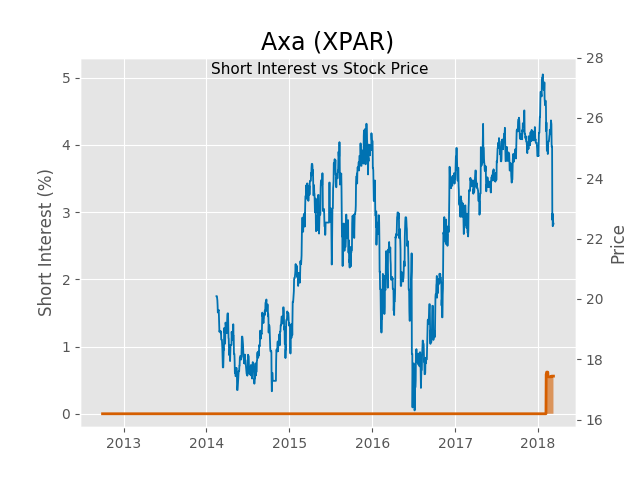 Axa (XPAR)
Short Interest vs Stock Price
Short Interest (%)
5
4
3
2
1
0
28
26
24
22
20
18
16
Price
2013 2014 2015 2016 2017 2018